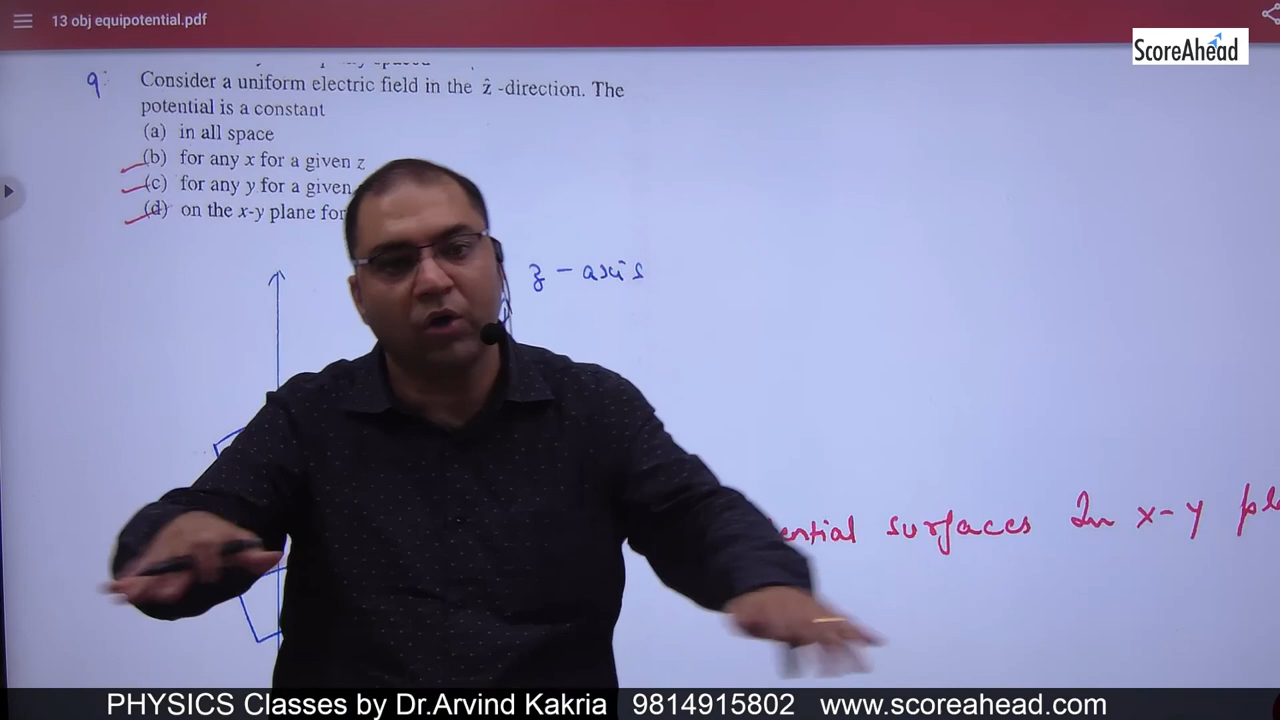 13 obj equipotential.pdf
ScoreAhead
9.
Consider a uniform electric field in the ẑ -direction. The
potential is a constant
(a) in all space
(b) for any x for a given z
(c) for any y for a given
(d) on the x-y plane for
z - axis
ential surfaces In x-y pl
PHYSICS Classes by Dr.Arvind Kakria 9814915802 www.scoreahead.com